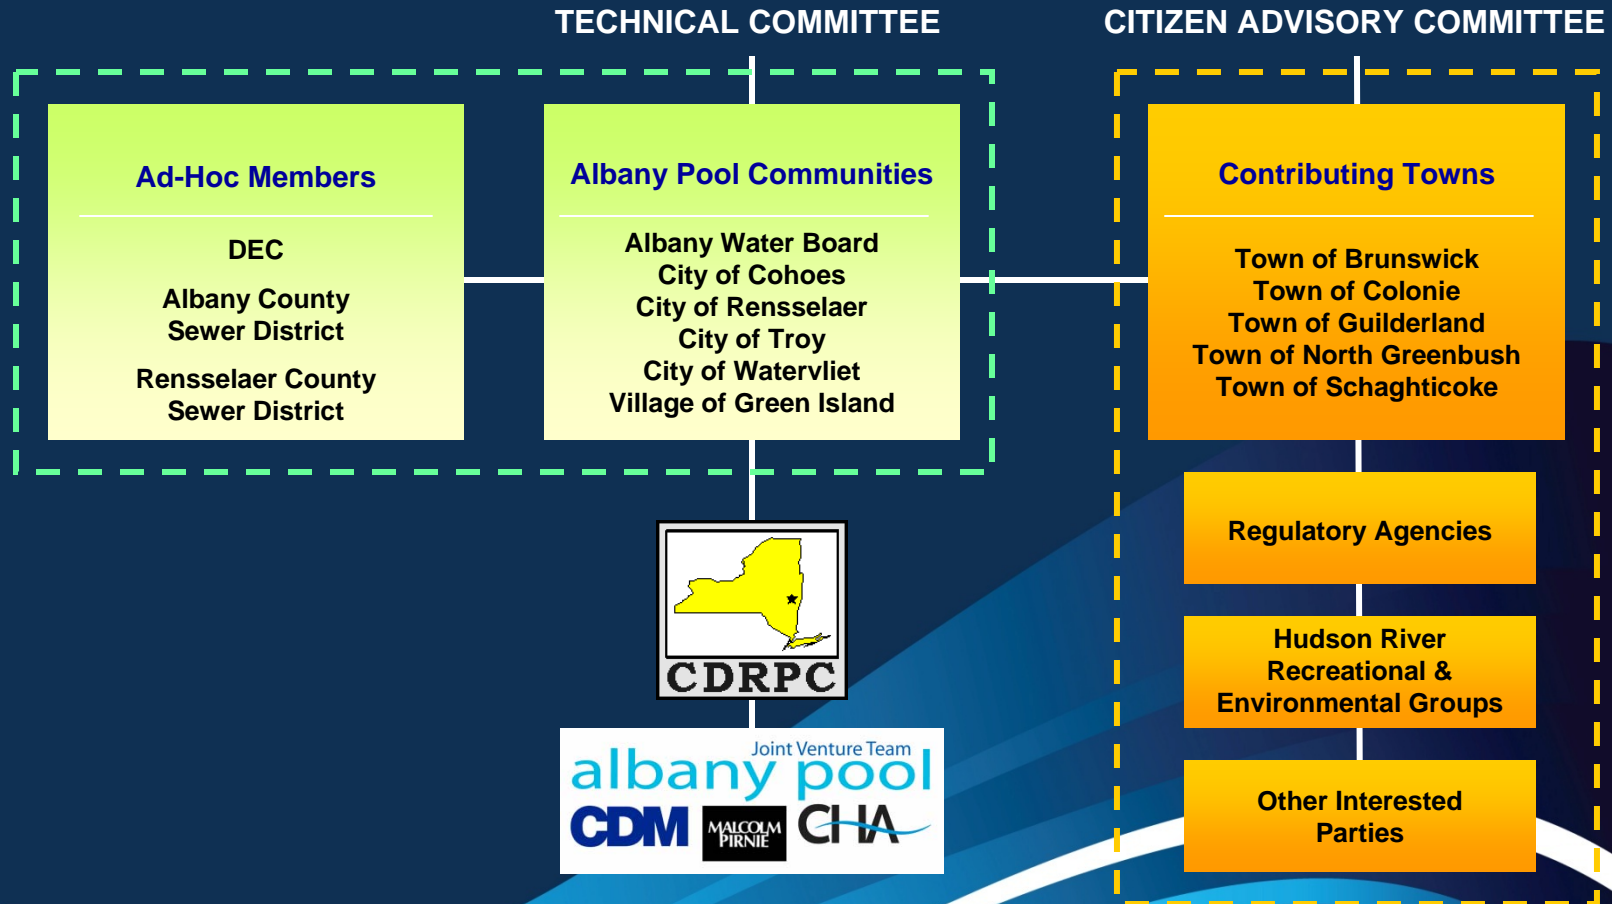 TECHNICAL COMMITTEE
CITIZEN ADVISORY COMMITTEE
Ad-Hoc Members
DEC
Albany County
Sewer District
Rensselaer County
Sewer District
Albany Pool Communities
Albany Water Board
City of Cohoes
City of Rensselaer
City of Troy
City of Watervliet
Village of Green Island
Contributing Towns
Town of Brunswick
Town of Colonie
Town of Guilderland
Town of North Greenbush
Town of Schaghticoke
Regulatory Agencies
Hudson River
Recreational &
Environmental Groups
Other Interested
Parties
CDRPC
Joint Venture Team
albany pool
CDM
MALCOLM
PIRNIE
CHA